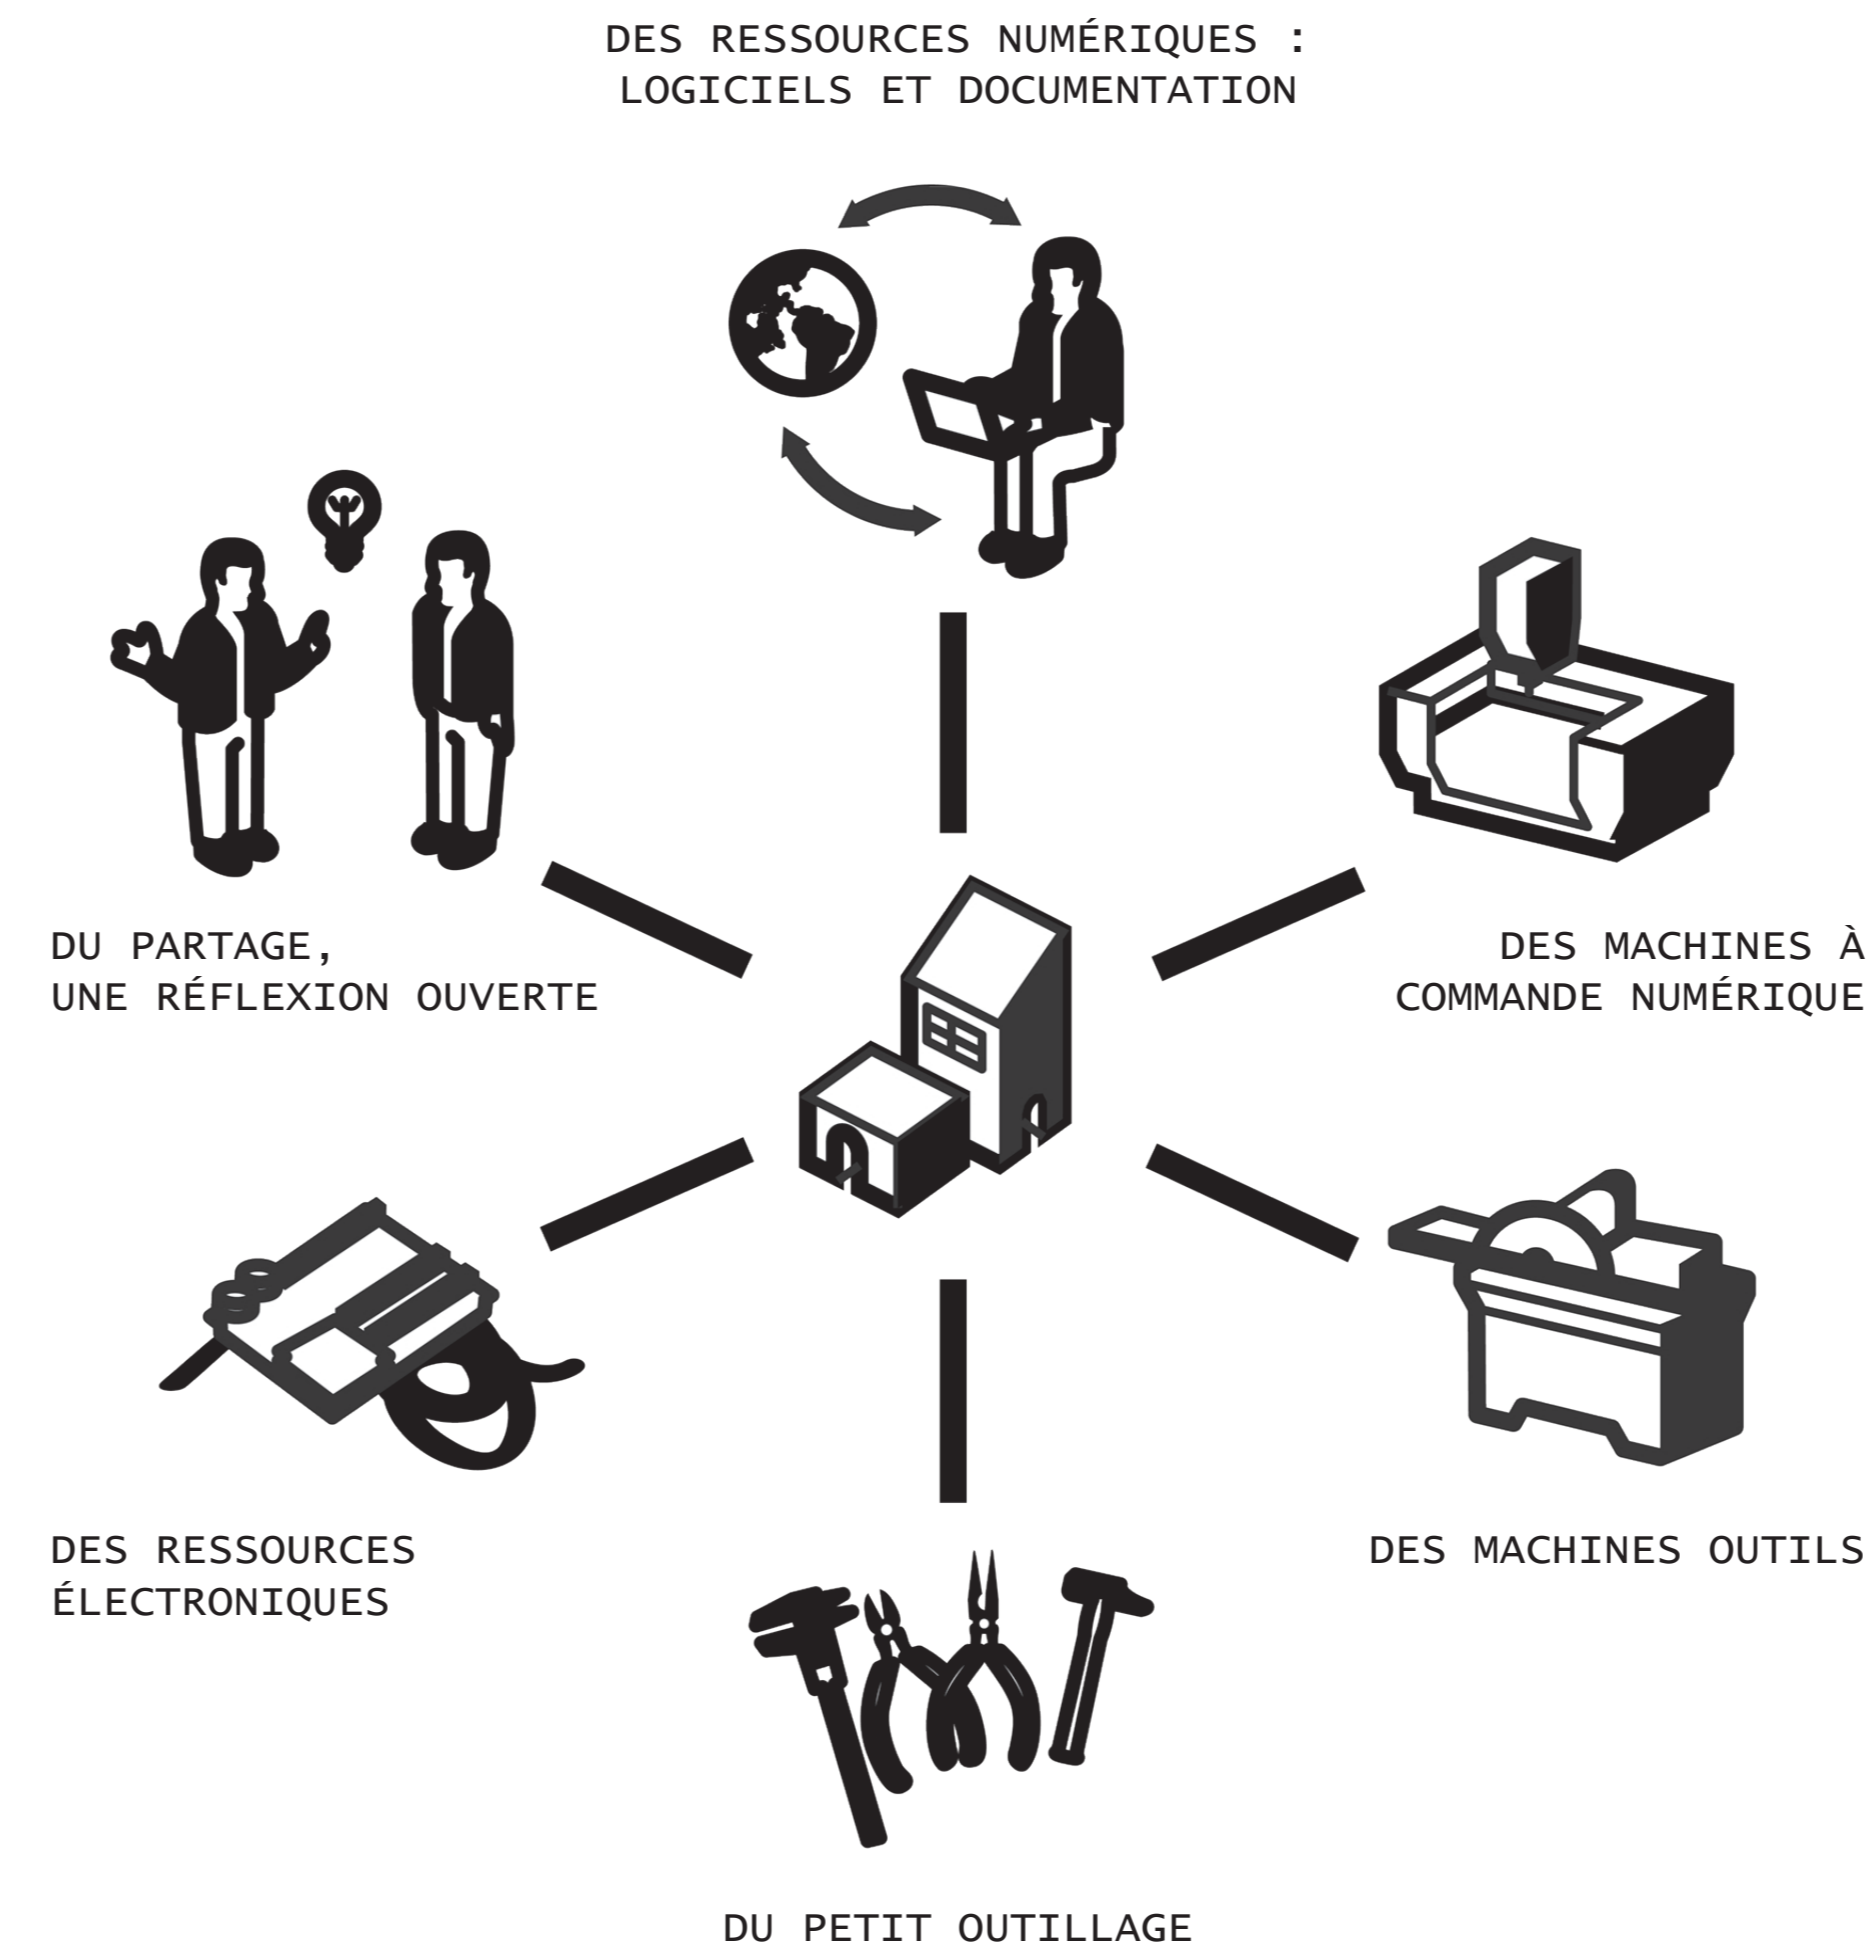 DES RESSOURCES NUMÉRIQUES :
LOGICIELS ET DOCUMENTATION
DU PARTAGE,
UNE RÉFLEXION OUVERTE
DES MACHINES À
COMMANDE NUMÉRIQUE
DES RESSOURCES
ÉLECTRONIQUES
DES MACHINES OUTILS
DU PETIT OUTILLAGE